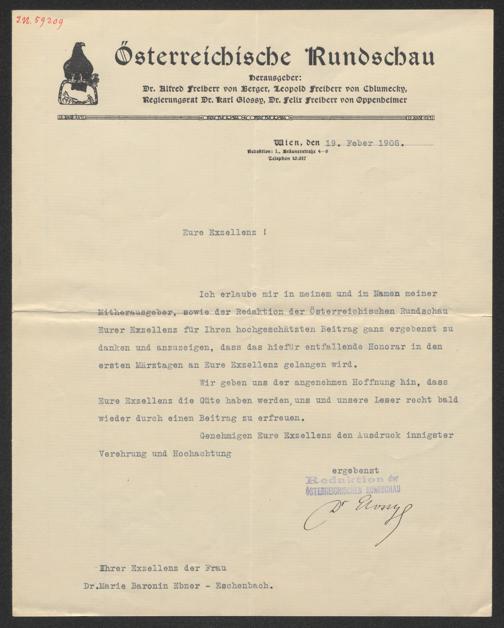 I.N. 59209
Österreichische Rundschau
Herausgeber:
Dr. Alfred Freiherr von Berger, Leopold Freiherr von Chlumecky,
Regierungsrat Dr. Karl Glossy, Dr. Felix Freiherr von Oppenheimer
Wien, den 19. Feber 1908.
Redaktion: I., Bräunerstraße 4-6
Telephon
Eure Exzellenz !
Ich erlaube mir in meinem und im Namen meiner
Mitherausgeber, sowie der Redaktion der Österreichischen Rundschau
Eurer Exzellenz für Ihren hochgeschätzten Beitrag ganz ergebenst zu
danken und anzuzeigen, dass das hiefür entfallende Honorar in den
ersten Märztagen an Eure Exzellenz gelangen wird.
Wir geben uns der angenehmen Hoffnung hin, dass
Eure Exzellenz die Güte haben werden, uns und unsere Leser recht bald
wieder durch einen Beitrag zu erfreuen.
Genehmigen Eure Exzellenz den Ausdruck innigster
Verehrung und Hochachtung
ergebenst
Redaktion der
ÖSTERREICHISCHEN RUNDSCHAU
Dr Glossy
Ihrer Exzellenz der Frau
Dr.Marie Baronin Ebner - Eschenbach.